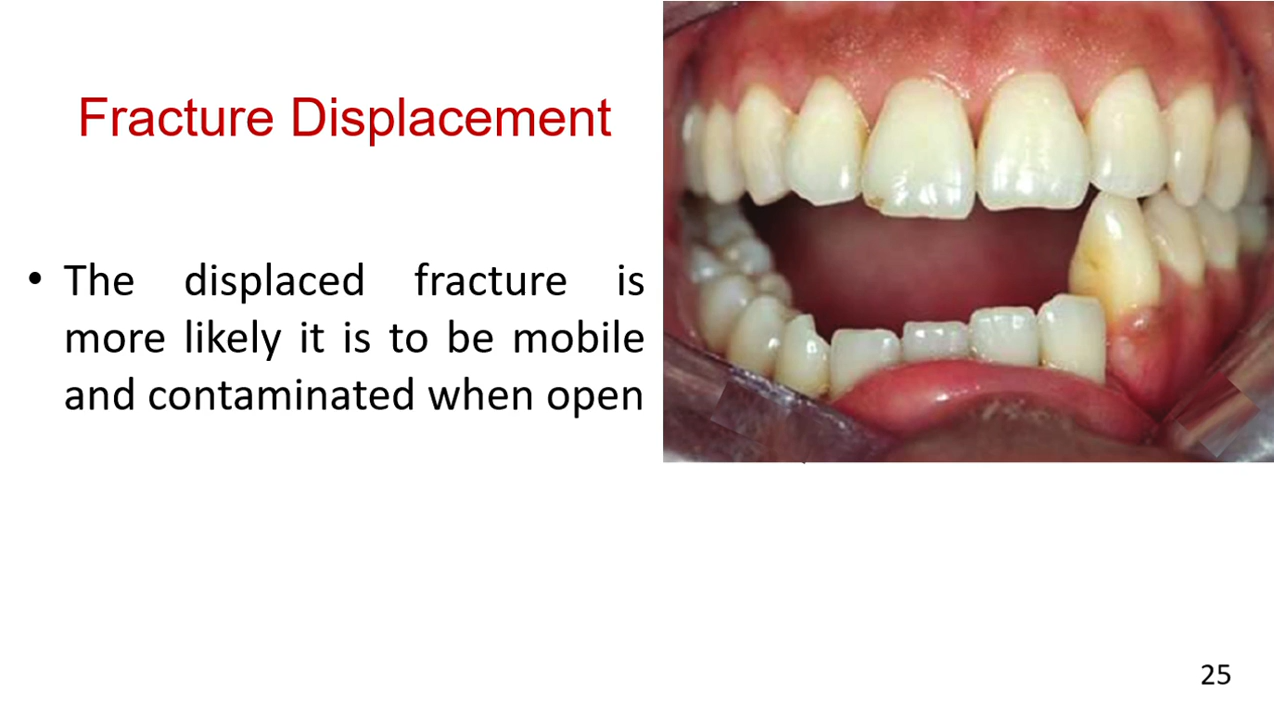 Fracture Displacement
• The displaced fracture is
more likely it is to be mobile
and contaminated when open
25